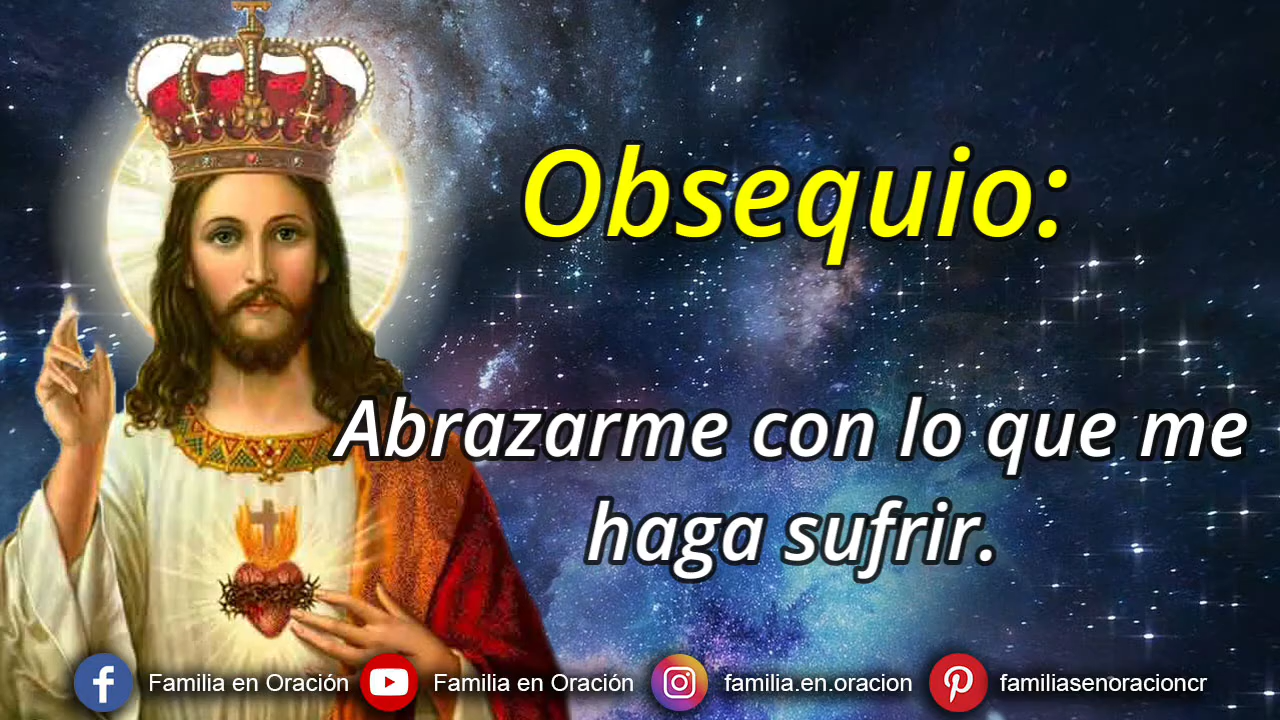 Obsequio:
Abrazarme con lo que me
haga sufrir.
Familia en Oración
Familia en Oración
familia.en.oracion
familiasenoracioncr